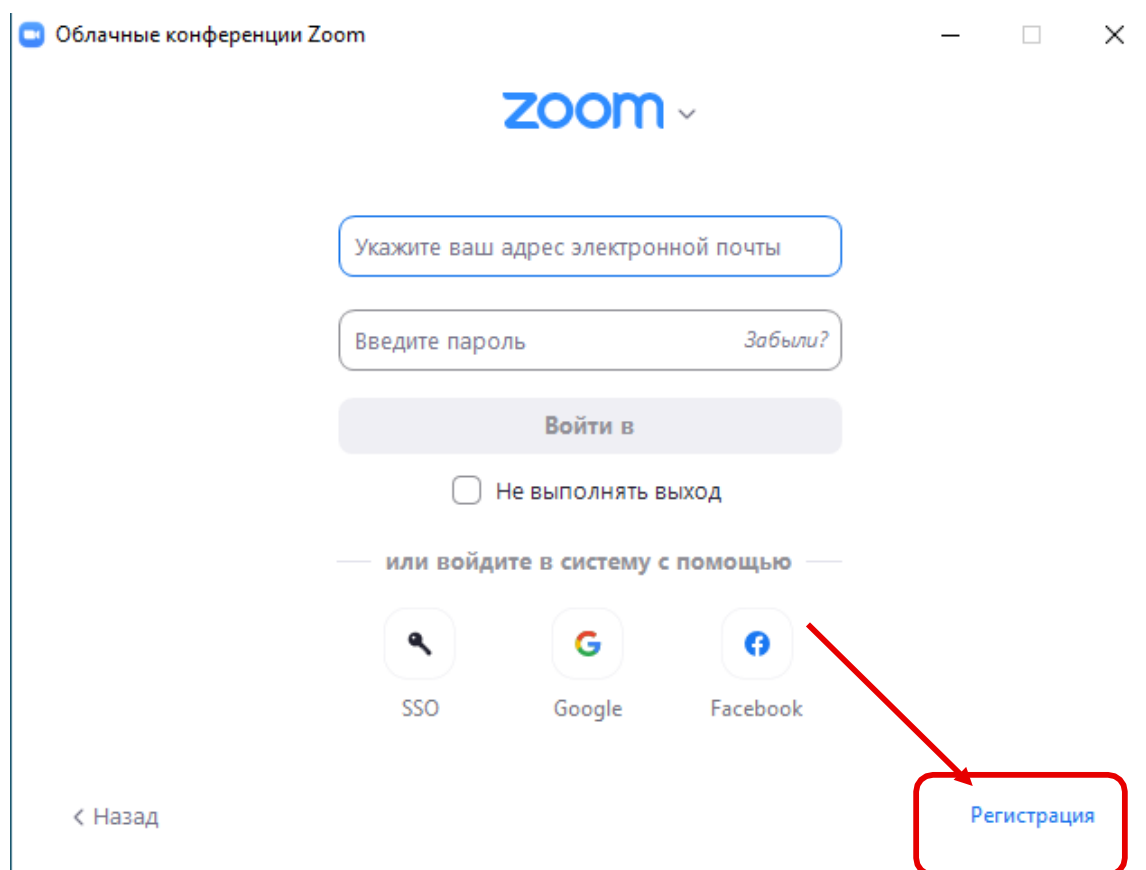 Облачные конференции Zoom
zoom
Укажите ваш адрес электронной почты
Введите пароль Забыли?
Войти в
Не выполнять выход
или войдите в систему с помощью
SSO Google Facebook
Назад Регистрация